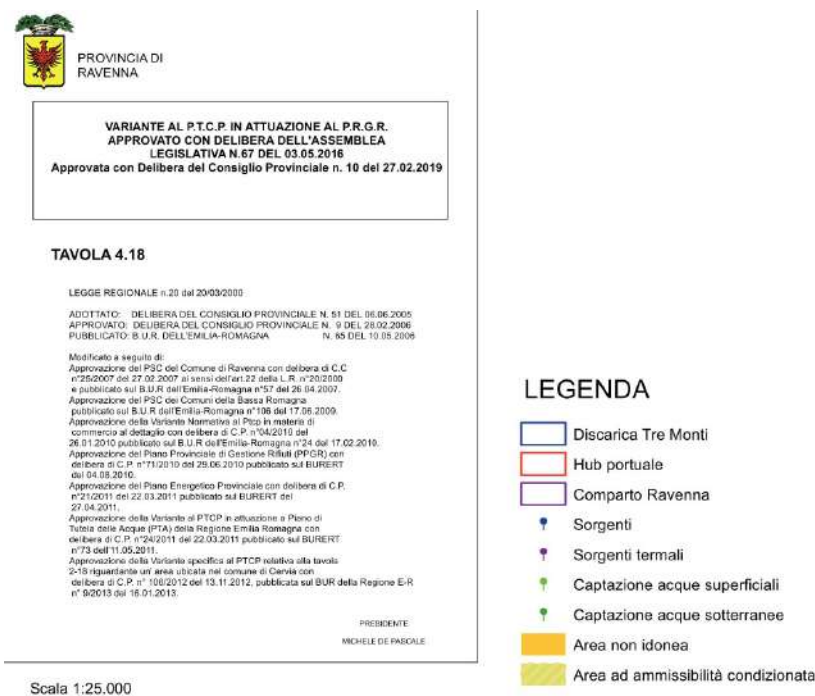 PROVINCIA DI
RAVENNA
VARIANTE AL P.T.C.P. IN ATTUAZIONE AL P.R.G.R.
APPROVATO CON DELIBERA DELL'ASSEMBLEA
LEGISLATIVA N.67 DEL 03.05.2016
Approvata con Delibera del Consiglio Provinciale n. 10 del 27.02.2019
TAVOLA 4.18
LEGGE REGIONALE n.20 del 20/03/2000
ADOTTATO: DELIBERA DEL CONSIGLIO PROVINCIALE N. 51 DEL 06.06.2005
APPROVATO: DELIBERA DEL CONSIGLIO PROVINCIALE N. 9 DEL 28.02.2006
PUBBLICATO: B.U.R. DELL'EMILIA-ROMAGNA N. 65 DEL 10.05.2006
Modificato a seguito di:
Approvazione del PSC del Comune di Ravenna con delibera di C.C
n°25/2007 del 27.02.2007 ai sensi dell'art.22 della L.R. n°20/2000
e pubblicato sul B.U.R dell'Emilia-Romagna n°57 del 26.04.2007.
Approvazione del PSC dei Comuni della Bassa Romagna
pubblicato sul B.U.R dell'Emilia-Romagna n°106 del 17.06.2009.
Approvazione della Variante Normativa al Ptcp in materia di
commercio al dettaglio con delibera di C.P. n°04/2010 del
26.01.2010 pubblicato sul B.U.R dell'Emilia-Romagna n°24 del 17.02.2010.
Approvazione del Piano Provinciale di Gestione Rifiuti (PPGR) con
delibera di C.P. n°71/2010 del 29.06.2010 pubblicato sul BURERT
del 04.08.2010.
Approvazione del Piano Energetico Provinciale con delibera di C.P.
n°21/2011 del 22.03.2011 pubblicato sul BURERT del
27.04.2011.
Approvazione della Variante al PTCP in attuazione a Piano di
Tutela delle Acque (PTA) della Regione Emilia Romagna con
delibera di C.P. n°24/2011 del 22.03.2011 pubblicato sul BURERT
n°73 dell'11.05.2011.
Approvazione della Variante specifica al PTCP relativa alla tavola
2-18 riguardante un' area ubicata nel comune di Cervia con
delibera di C.P. n° 106/2012 del 13.11.2012, pubblicata sul BUR della Regione E-R
n° 9/2013 del 16.01.2013.
PRESIDENTE
MICHELE DE PASCALE
Scala 1:25.000
LEGENDA
Discarica Tre Monti
Hub portuale
Comparto Ravenna
Sorgenti
Sorgenti termali
Captazione acque superficiali
Captazione acque sotterranee
Area non idonea
Area ad ammissibilità condizionata